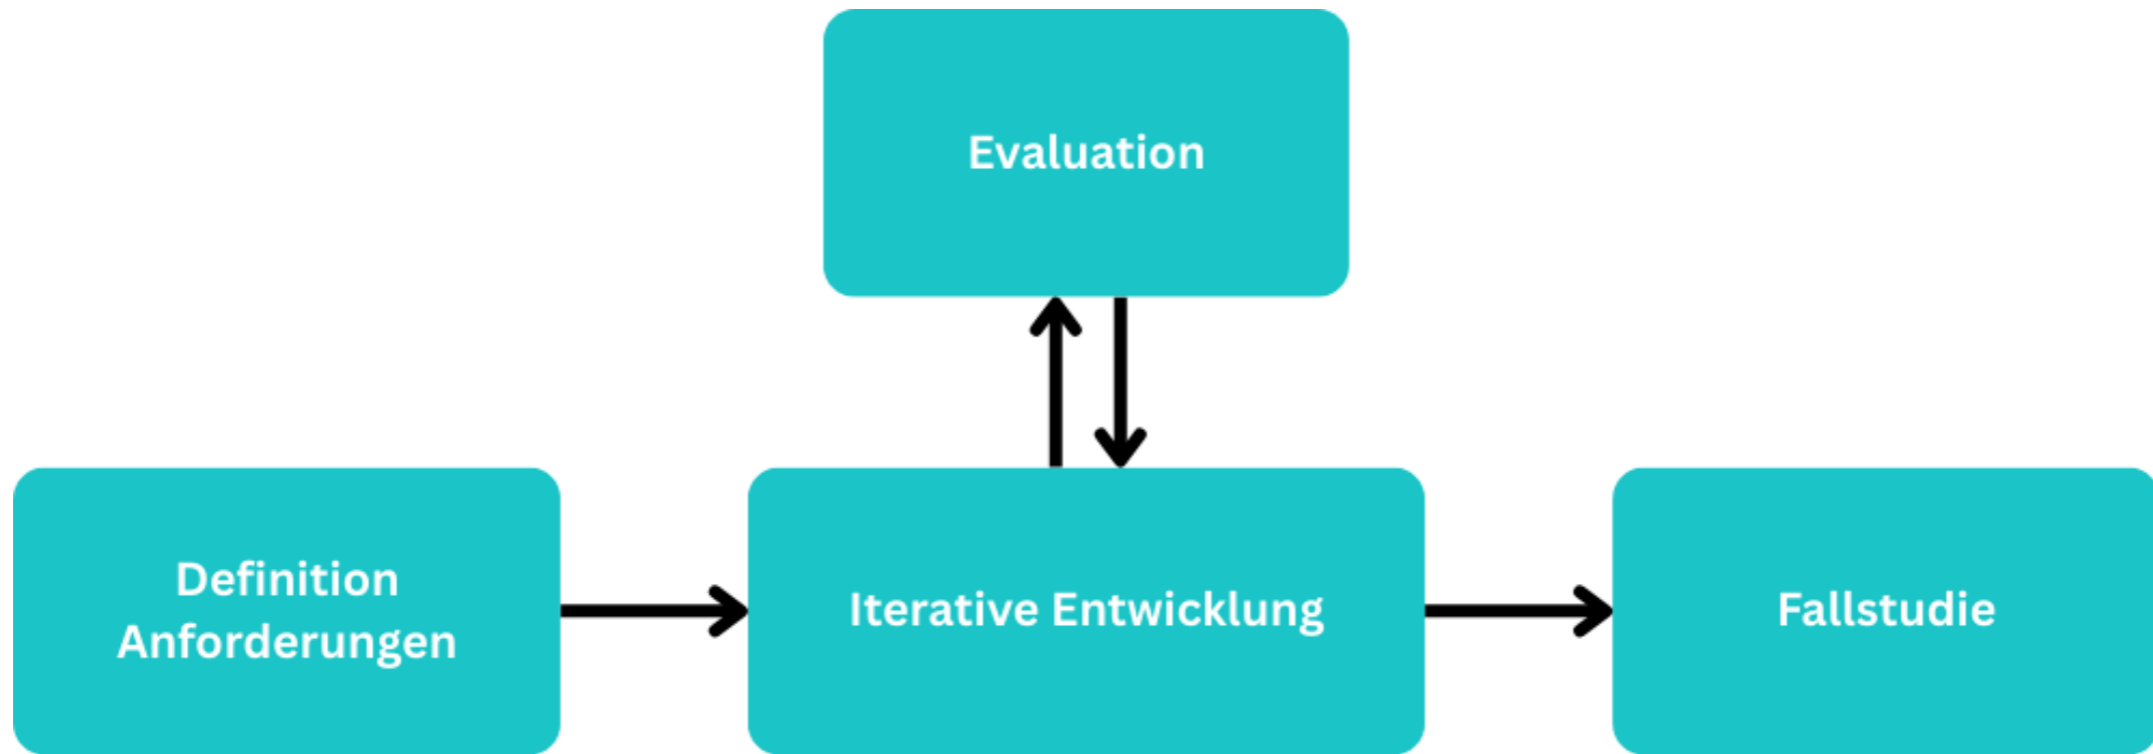 Evaluation
Definition
Anforderungen
Iterative Entwicklung
Fallstudie